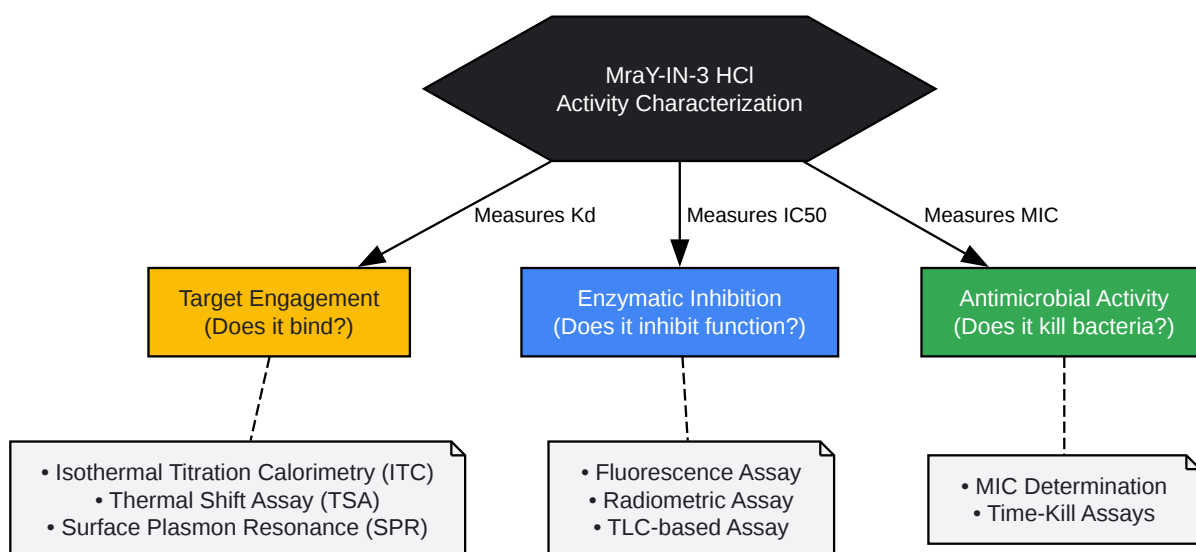 MraY-IN-3 HCl
Activity Characterization
Measures Kd
Measures IC50
Measures MIC
Target Engagement
(Does it bind?)
Enzymatic Inhibition
(Does it inhibit function?)
Antimicrobial Activity
(Does it kill bacteria?)
• Isothermal Titration Calorimetry (ITC)
• Thermal Shift Assay (TSA)
• Surface Plasmon Resonance (SPR)
• Fluorescence Assay
• Radiometric Assay
• TLC-based Assay
• MIC Determination
• Time-Kill Assays